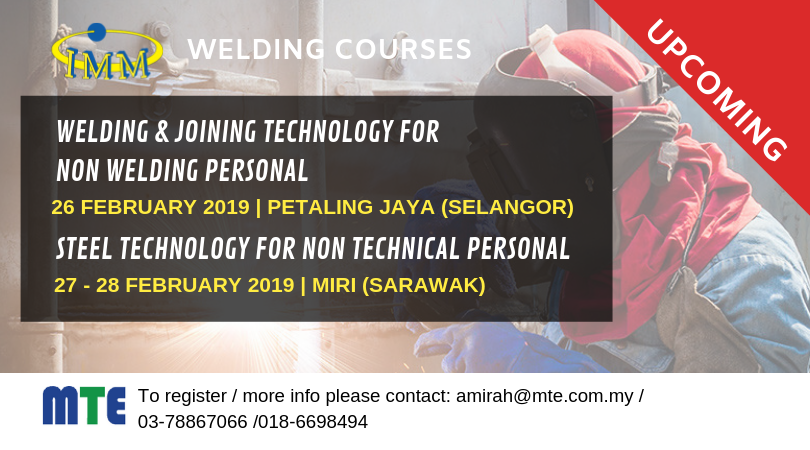 IMM
WELDING COURSES
UPCOMING
WELDING & JOINING TECHNOLOGY FOR
NON WELDING PERSONAL
26 FEBRUARY 2019 | PETALING JAYA (SELANGOR)
STEEL TECHNOLOGY FOR NON TECHNICAL PERSONAL
27 - 28 FEBRUARY 2019 | MIRI (SARAWAK)
MTE
To register / more info please contact: amirah@mte.com.my /
03-78867066 /018-6698494